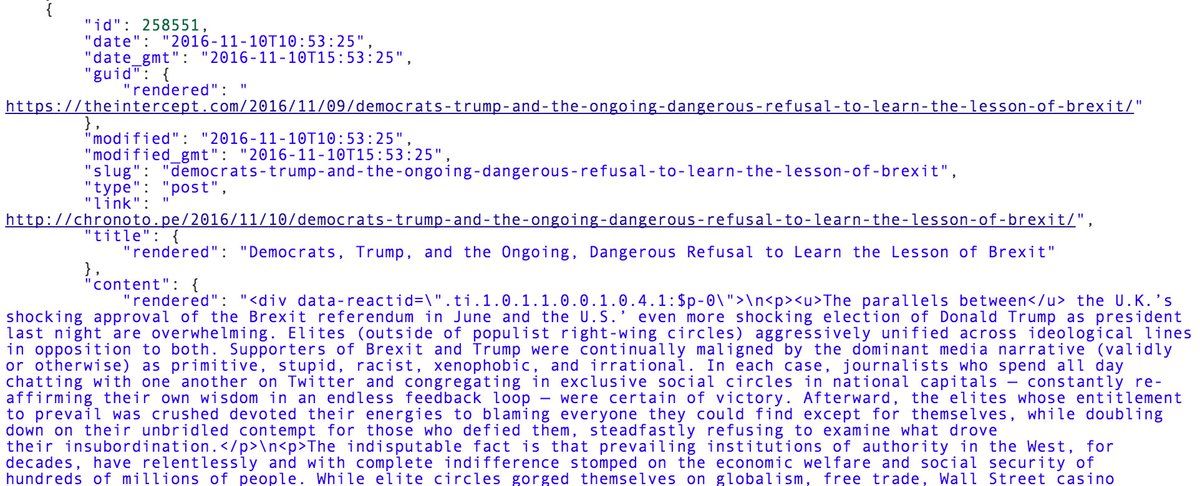 {
"id": 258551,
"date": "2016-11-10T10:53:25",
"date_gmt": "2016-11-10T15:53:25",
"guid": {
"rendered": "
https://theintercept.com/2016/11/09/democrats-trump-and-the-ongoing-dangerous-refusal-to-learn-the-lesson-of-brexit/"
},
"modified": "2016-11-10T10:53:25",
"modified_gmt": "2016-11-10T15:53:25",
"slug": "democrats-trump-and-the-ongoing-dangerous-refusal-to-learn-the-lesson-of-brexit",
"type": "post",
"link": "
http://chronoto.pe/2016/11/10/democrats-trump-and-the-ongoing-dangerous-refusal-to-learn-the-lesson-of-brexit/",
"title": {
"rendered": "Democrats, Trump, and the Ongoing, Dangerous Refusal to Learn the Lesson of Brexit"
},
"content": {
"rendered": "<div data-reactid=\".ti.1.0.1.1.0.0.1.0.4.1:$p-0\">\n<p><u>The parallels between</u> the U.K.’s
shocking approval of the Brexit referendum in June and the U.S.’ even more shocking election of Donald Trump as president
last night are overwhelming. Elites (outside of populist right-wing circles) aggressively unified across ideological lines
in opposition to both. Supporters of Brexit and Trump were continually maligned by the dominant media narrative (validly
or otherwise) as primitive, stupid, racist, xenophobic, and irrational. In each case, journalists who spend all day
chatting with one another on Twitter and congregating in exclusive social circles in national capitals — constantly re-
affirming their own wisdom in an endless feedback loop — were certain of victory. Afterward, the elites whose entitlement
to prevail was crushed devoted their energies to blaming everyone they could find except for themselves, while doubling
down on their unbridled contempt for those who defied them, steadfastly refusing to examine what drove
their insubordination.</p>\n<p>The indisputable fact is that prevailing institutions of authority in the West, for
decades, have relentlessly and with complete indifference stomped on the economic welfare and social security of
hundreds of millions of people. While elite circles gorged themselves on globalism, free trade, Wall Street casino